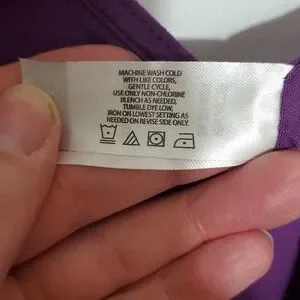 MACHINE WASH COLD
WITH LIKE COLORS,
GENTLE CYCLE,
USE ONLY NON-CHLORINE
BLEACH AS NEEDED,
TUMBLE DYE LOW,
IRON ON LOWEST SETTING AS
NEEDED ON REVISE SIDE ONLY.